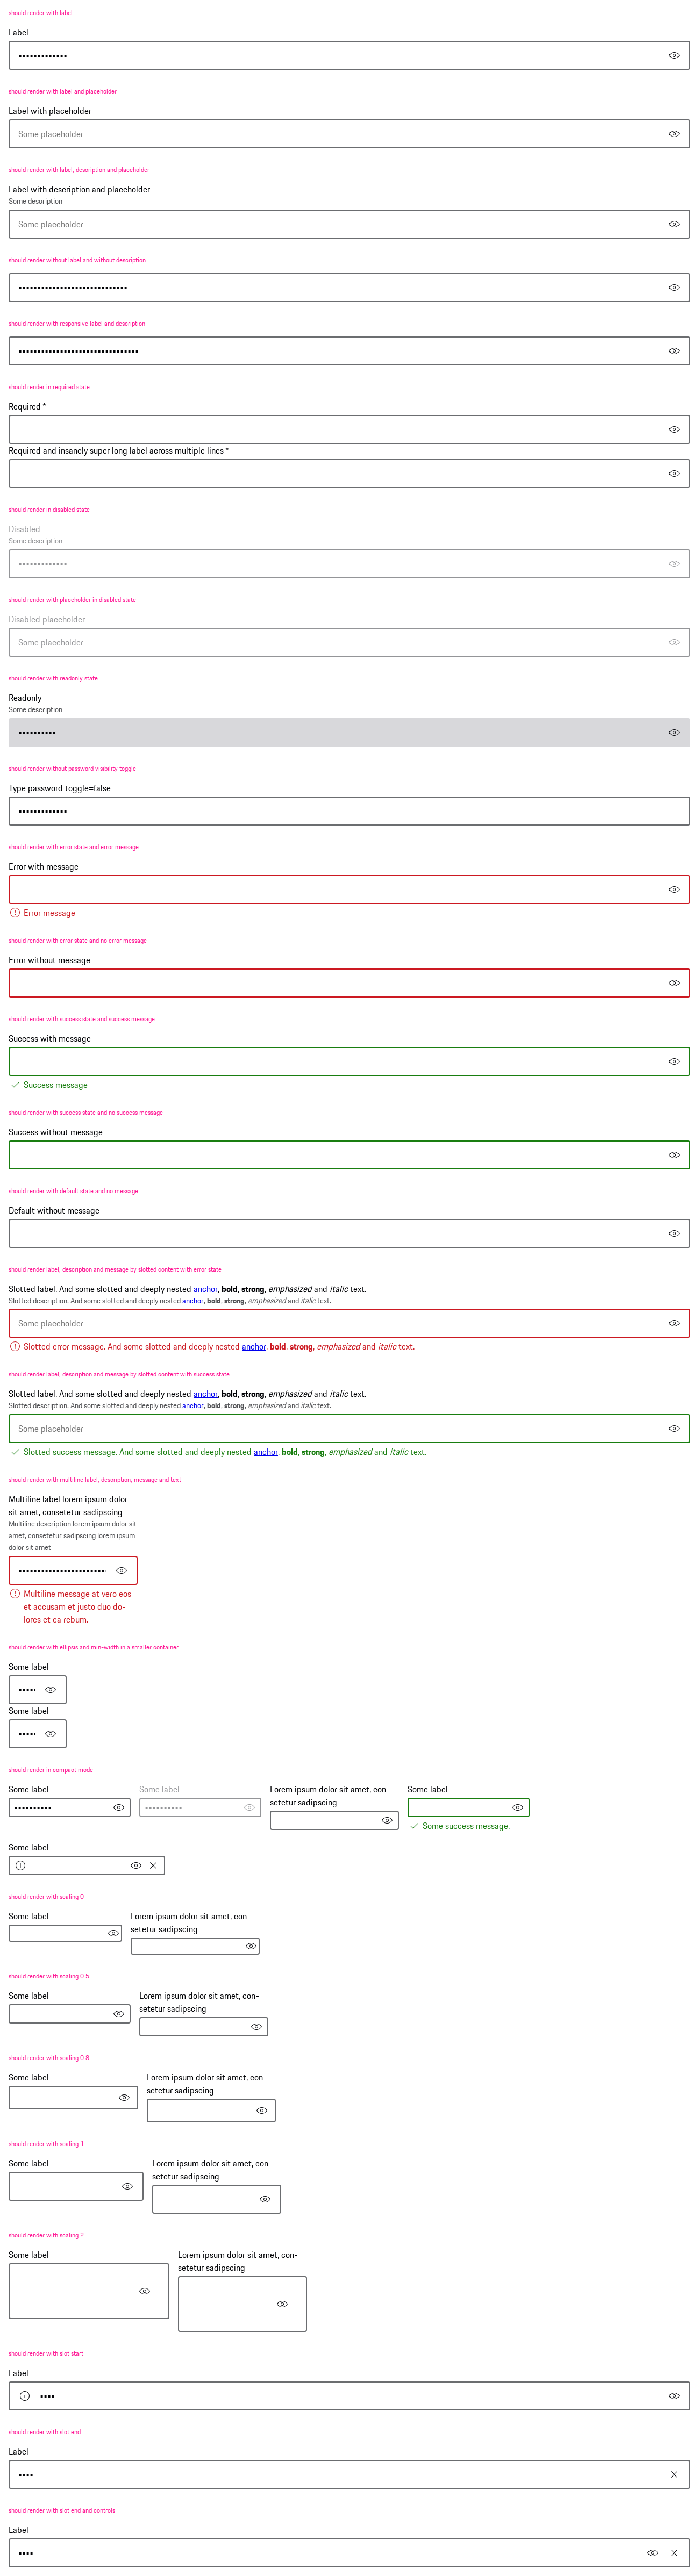 should render with label
Label
•••••••••••••
should render with label and placeholder
Label with placeholder
Some placeholder
should render with label, description and placeholder
Label with description and placeholder
Some description
Some placeholder
should render without label and without description
•••••••••••••••••••••••••••••
should render with responsive label and description
••••••••••••••••••••••••••••••••
should render in required state
Required *
Required and insanely super long label across multiple lines *
should render in disabled state
Disabled
Some description
•••••••••••••
should render with placeholder in disabled state
Disabled placeholder
Some placeholder
should render with readonly state
Readonly
Some description
••••••••••
should render without password visibility toggle
Type password toggle=false
•••••••••••••
should render with error state and error message
Error with message
Error message
should render with error state and no error message
Error without message
should render with success state and success message
Success with message
Success message
should render with success state and no success message
Success without message
should render with default state and no message
Default without message
should render label, description and message by slotted content with error state
Slotted label. And some slotted and deeply nested anchor, bold, strong, emphasized and italic text.
Slotted description. And some slotted and deeply nested anchor, bold, strong, emphasized and italic text.
Some placeholder
Slotted error message. And some slotted and deeply nested anchor, bold, strong, emphasized and italic text.
should render label, description and message by slotted content with success state
Slotted label. And some slotted and deeply nested anchor, bold, strong, emphasized and italic text.
Slotted description. And some slotted and deeply nested anchor, bold, strong, emphasized and italic text.
Some placeholder
Slotted success message. And some slotted and deeply nested anchor, bold, strong, emphasized and italic text.
should render with multiline label, description, message and text
Multiline label lorem ipsum dolor
sit amet, consetetur sadipscing
Multiline description lorem ipsum dolor sit
amet, consetetur sadipscing lorem ipsum
dolor sit amet
••••••••••••••••••••••••
Multiline message at vero eos
et accusam et justo duo do-
lores et ea rebum.
should render with ellipsis and min-width in a smaller container
Some label
•••••
Some label
•••••
should render in compact mode
Some label
••••••••••
Some label
••••••••••
Lorem ipsum dolor sit amet, con-
setetur sadipscing
Some label
Some success message.
Some label
should render with scaling 0
Some label
Lorem ipsum dolor sit amet, con-
setetur sadipscing
should render with scaling 0.5
Some label
Lorem ipsum dolor sit amet, con-
setetur sadipscing
should render with scaling 0.8
Some label
Lorem ipsum dolor sit amet, con-
setetur sadipscing
should render with scaling 1
Some label
Lorem ipsum dolor sit amet, con-
setetur sadipscing
should render with scaling 2
Some label
Lorem ipsum dolor sit amet, con-
setetur sadipscing
should render with slot start
Label
••••
should render with slot end
Label
••••
should render with slot end and controls
Label
••••